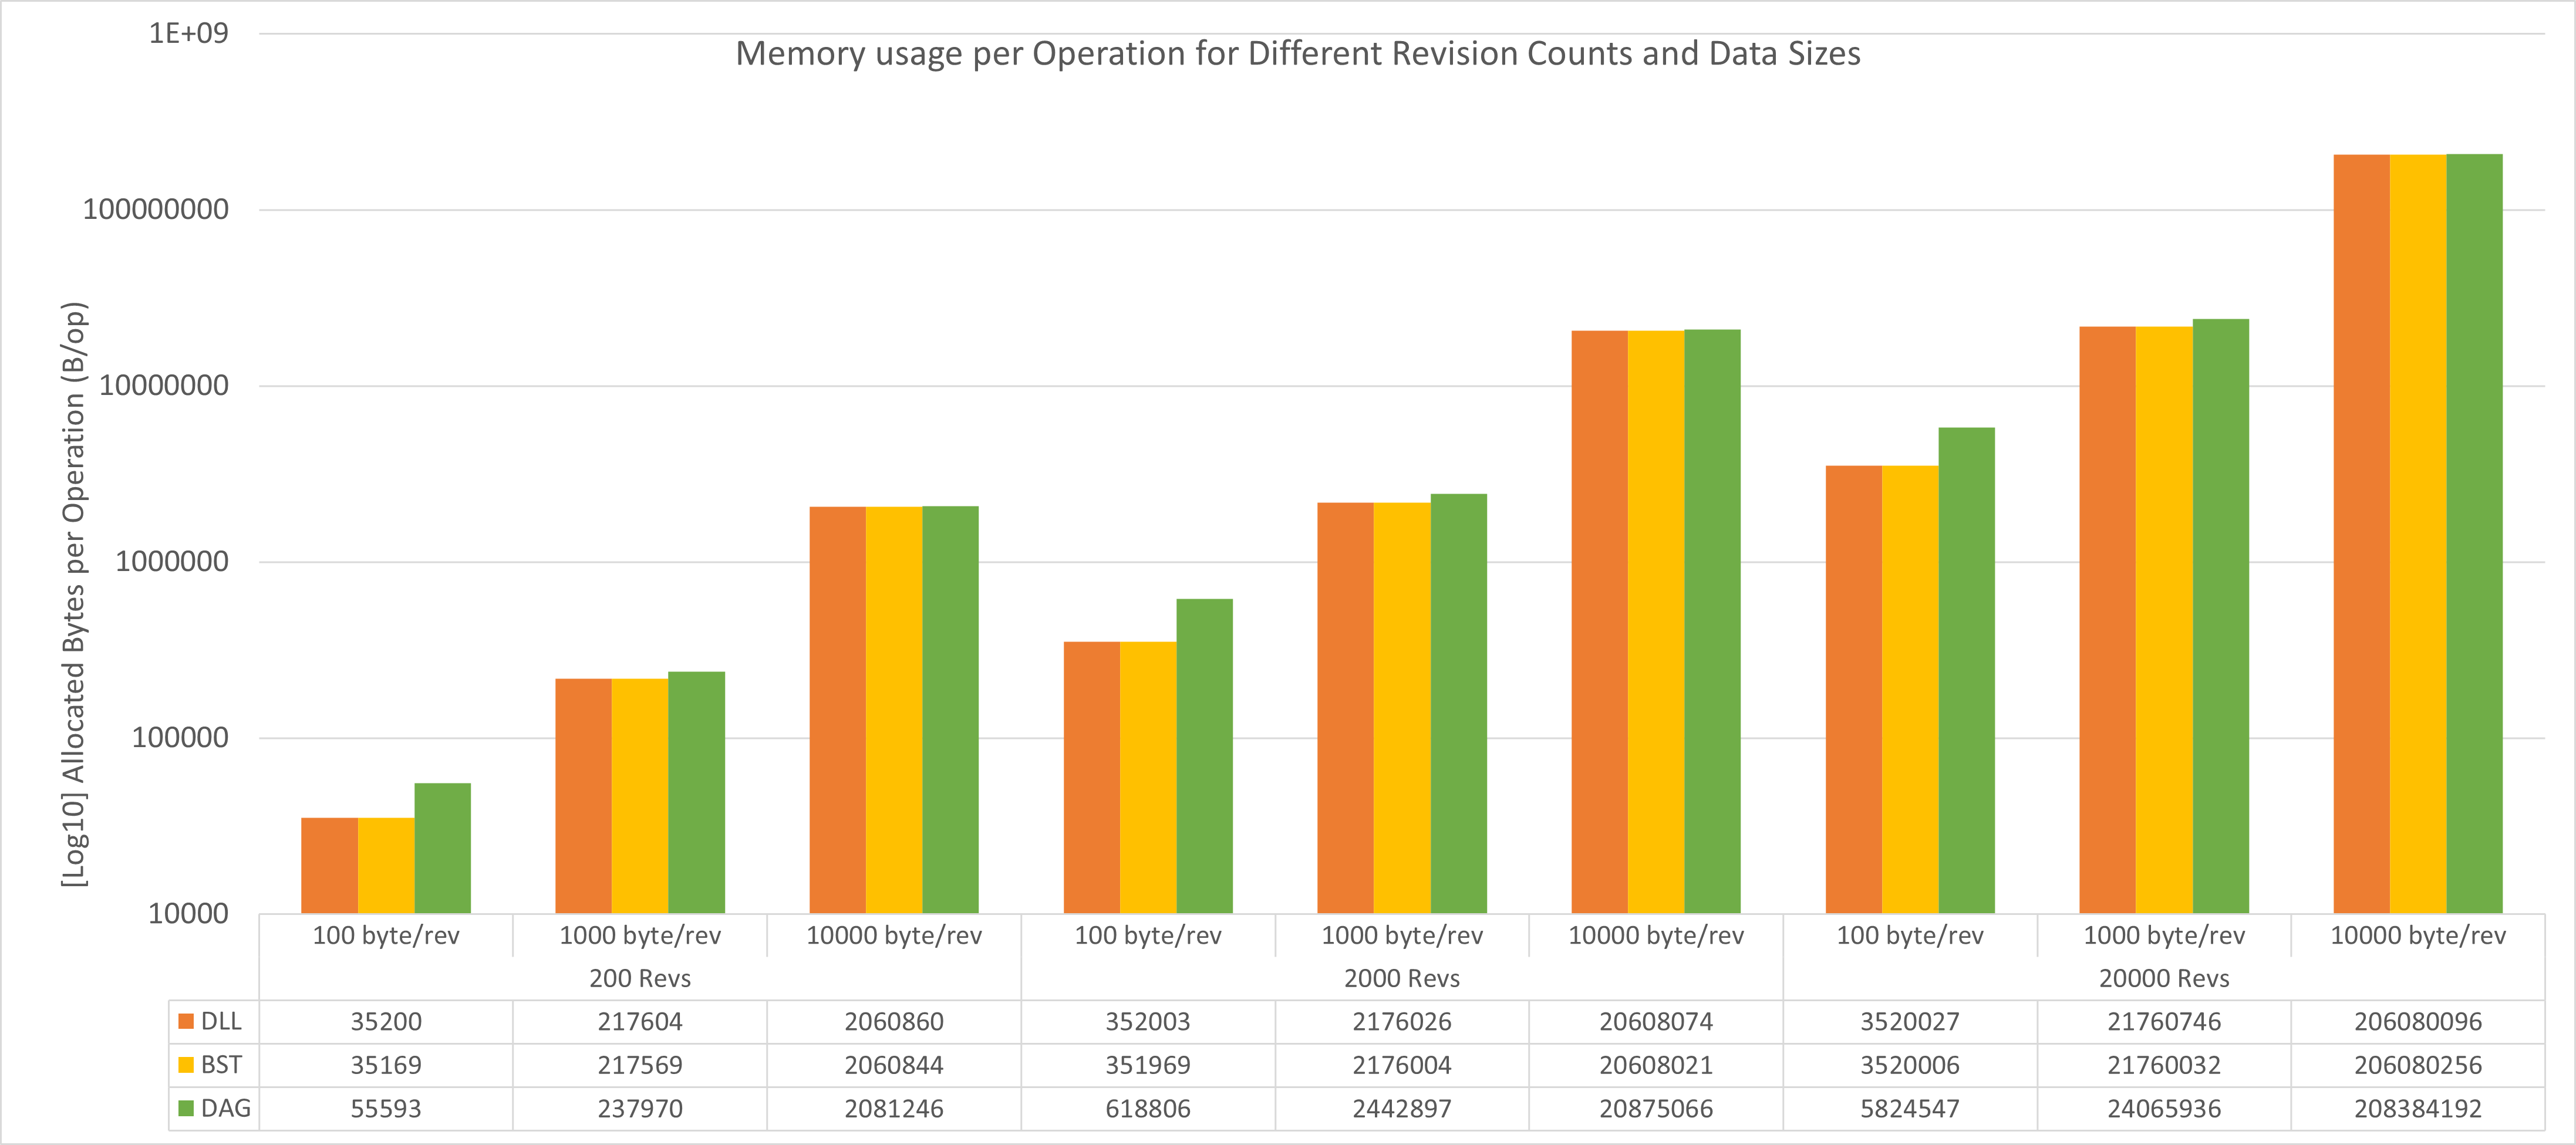 Memory usage per Operation for Different Revision Counts and Data Sizes
[Log10] Allocated Bytes per Operation (B/op)
1E+09
100000000
10000000
1000000
100000
10000
100 byte/rev 1000 byte/rev 10000 byte/rev 100 byte/rev 1000 byte/rev 10000 byte/rev 100 byte/rev 1000 byte/rev 10000 byte/rev
200 Revs 2000 Revs 20000 Revs
DLL 35200 217604 2060860 352003 2176026 20608074 3520027 21760746 206080096
BST 35169 217569 2060844 351969 2176004 20608021 3520006 21760032 206080256
DAG 55593 237970 2081246 618806 2442897 20875066 5824547 24065936 208384192